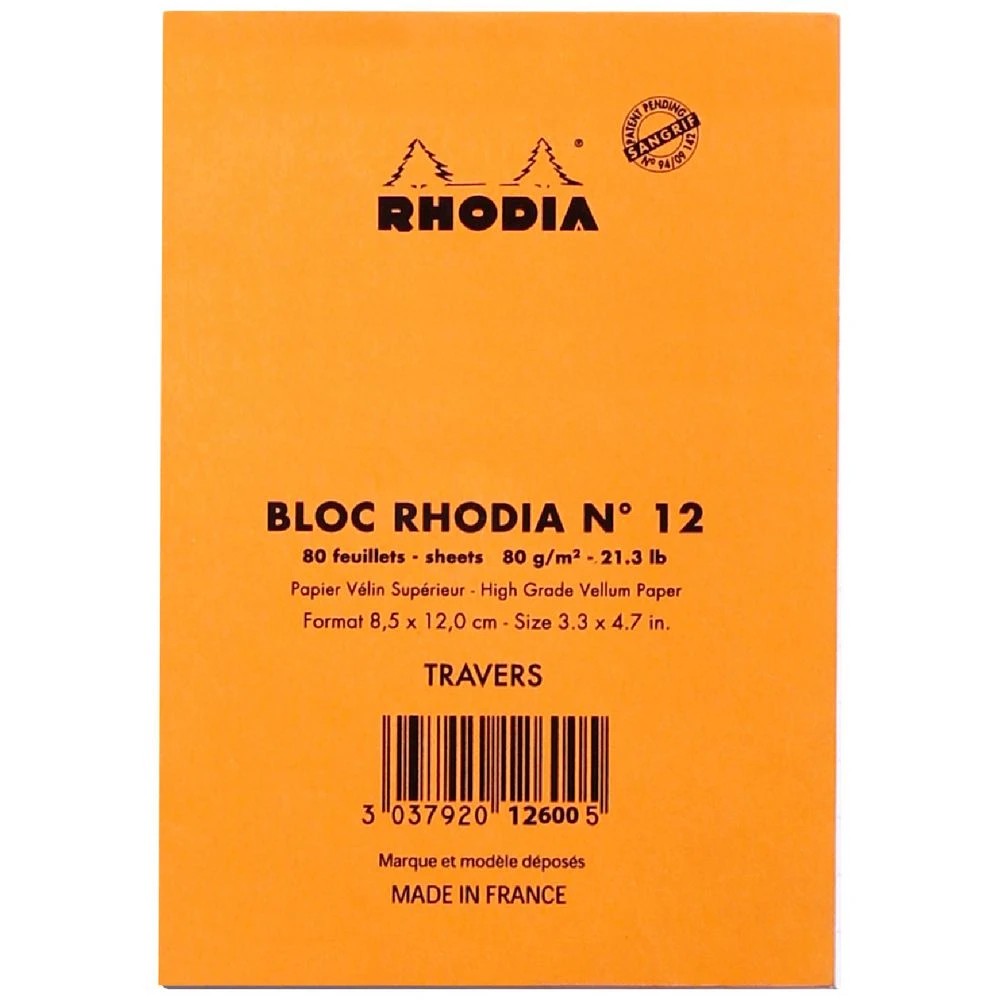 PATENT PENDING
SANGRIF
N° 94/09 142
RHODIA®
BLOC RHODIA N° 12
80 feuillets - sheets 80 g/m² - 21.3 lb
Papier Vélin Supérieur - High Grade Vellum Paper
Format 8,5 x 12,0 cm - Size 3.3 x 4.7 in.
TRAVERS
3 037920 126005
Marque et modèle déposés
MADE IN FRANCE